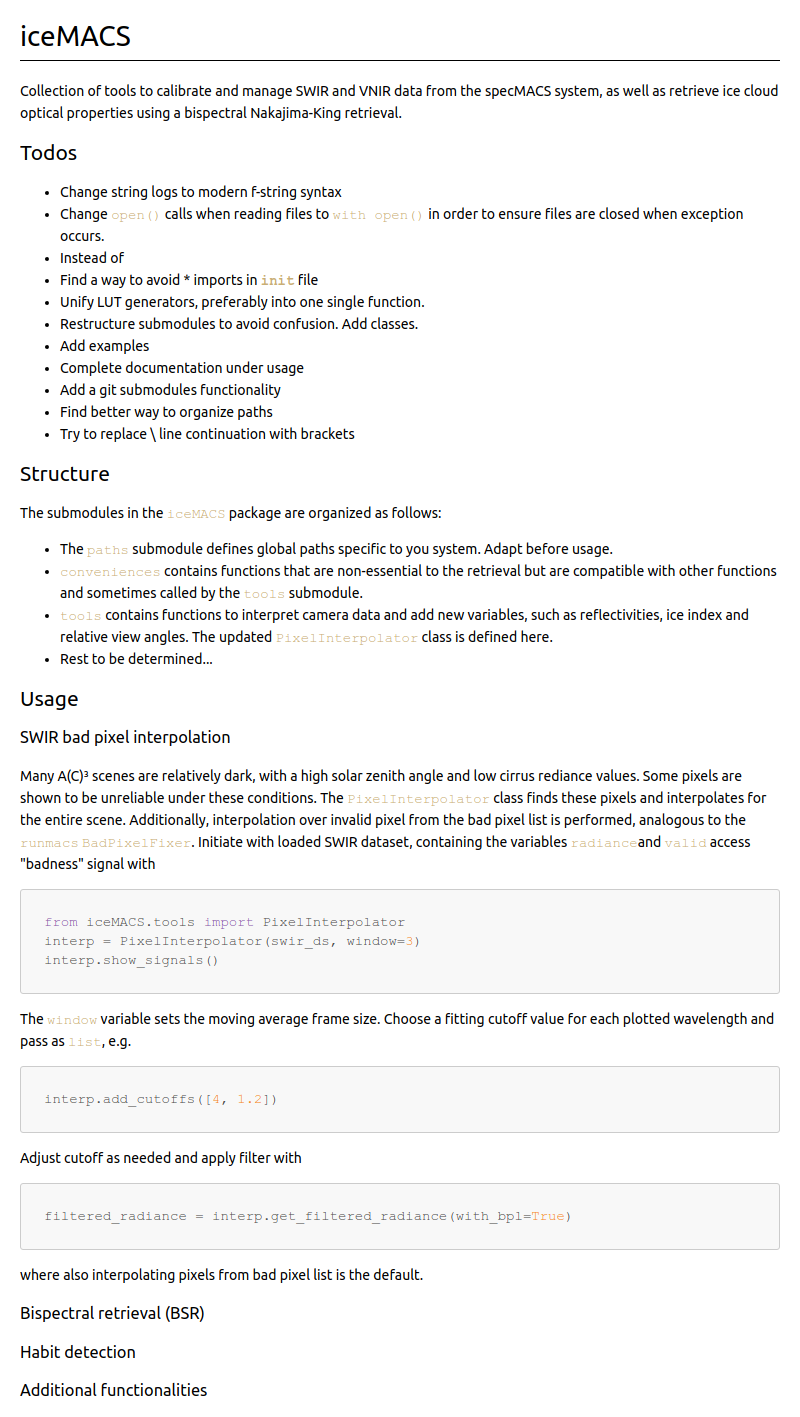 iceMACS
Collection of tools to calibrate and manage SWIR and VNIR data from the specMACS system, as well as retrieve ice cloud
optical properties using a bispectral Nakajima-King retrieval.
Todos
• Change string logs to modern f-string syntax
• Change open() calls when reading files to with open() in order to ensure files are closed when exception
occurs.
• Instead of
• Find a way to avoid * imports in init file
• Unify LUT generators, preferably into one single function.
• Restructure submodules to avoid confusion. Add classes.
• Add examples
• Complete documentation under usage
• Add a git submodules functionality
• Find better way to organize paths
• Try to replace \ line continuation with brackets
Structure
The submodules in the iceMACS package are organized as follows:
• The paths submodule defines global paths specific to you system. Adapt before usage.
• conveniences contains functions that are non-essential to the retrieval but are compatible with other functions
and sometimes called by the tools submodule.
• tools contains functions to interpret camera data and add new variables, such as reflectivities, ice index and
relative view angles. The updated PixelInterpolator class is defined here.
• Rest to be determined...
Usage
SWIR bad pixel interpolation
Many A(C)³ scenes are relatively dark, with a high solar zenith angle and low cirrus rediance values. Some pixels are
shown to be unreliable under these conditions. The PixelInterpolator class finds these pixels and interpolates for
the entire scene. Additionally, interpolation over invalid pixel from the bad pixel list is performed, analogous to the
runmacs BadPixelFixer. Initiate with loaded SWIR dataset, containing the variables radianceand valid access
"badness" signal with
from iceMACS.tools import PixelInterpolator
interp = PixelInterpolator(swir_ds, window=3)
interp.show_signals()
The window variable sets the moving average frame size. Choose a fitting cutoff value for each plotted wavelength and
pass as list, e.g.
interp.add_cutoffs([4, 1.2])
Adjust cutoff as needed and apply filter with
filtered_radiance = interp.get_filtered_radiance(with_bpl=True)
where also interpolating pixels from bad pixel list is the default.
Bispectral retrieval (BSR)
Habit detection
Additional functionalities